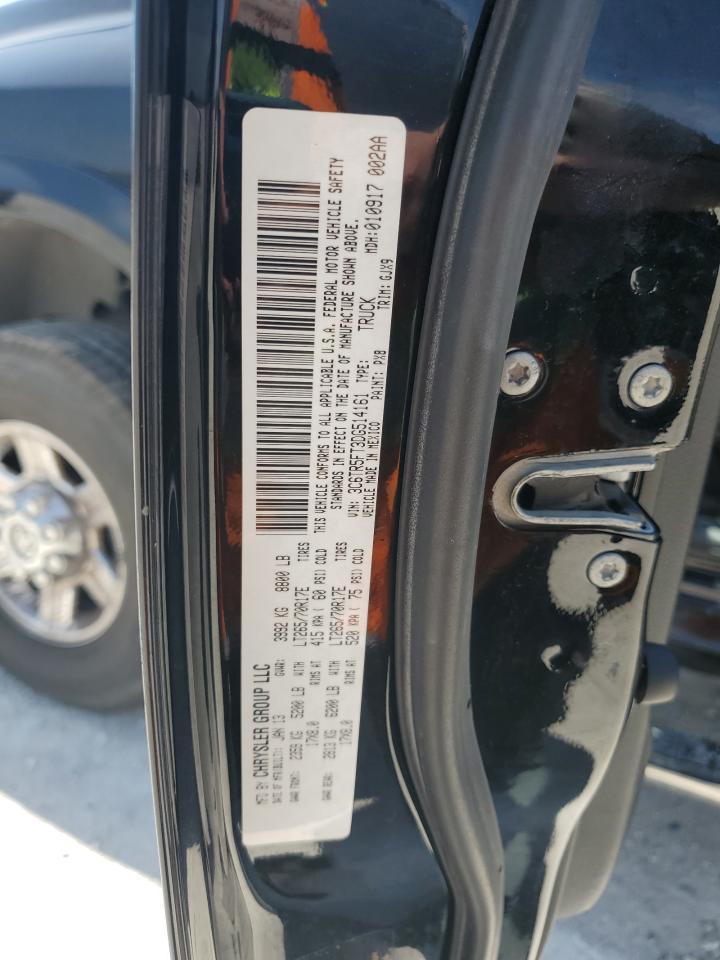 MFD BY CHRYSLER GROUP LLC
DATE OF MFR/BUILT: JAN 13 GVWR: 3992 KG 8800 LB
GAWR FRONT: 2359 KG 5200 LB WITH LT265/70R17E TIRES
17X8.0 RIMS AT 415 KPA ( 60 PSI) COLD
GAWR REAR: 2813 KG 6200 LB WITH LT265/70R17E TIRES
17X8.0 RIMS AT 520 KPA ( 75 PSI) COLD
THIS VEHICLE CONFORMS TO ALL APPLICABLE U.S.A. FEDERAL MOTOR VEHICLE SAFETY
STANDARDS IN EFFECT ON THE DATE OF MANUFACTURE SHOWN ABOVE.
VIN: 3C6TR5FT3DG514161 TYPE: TRUCK MDH:010917 002AA
VEHICLE MADE IN MEXICO PAINT: PX8 TRIM: GJX9